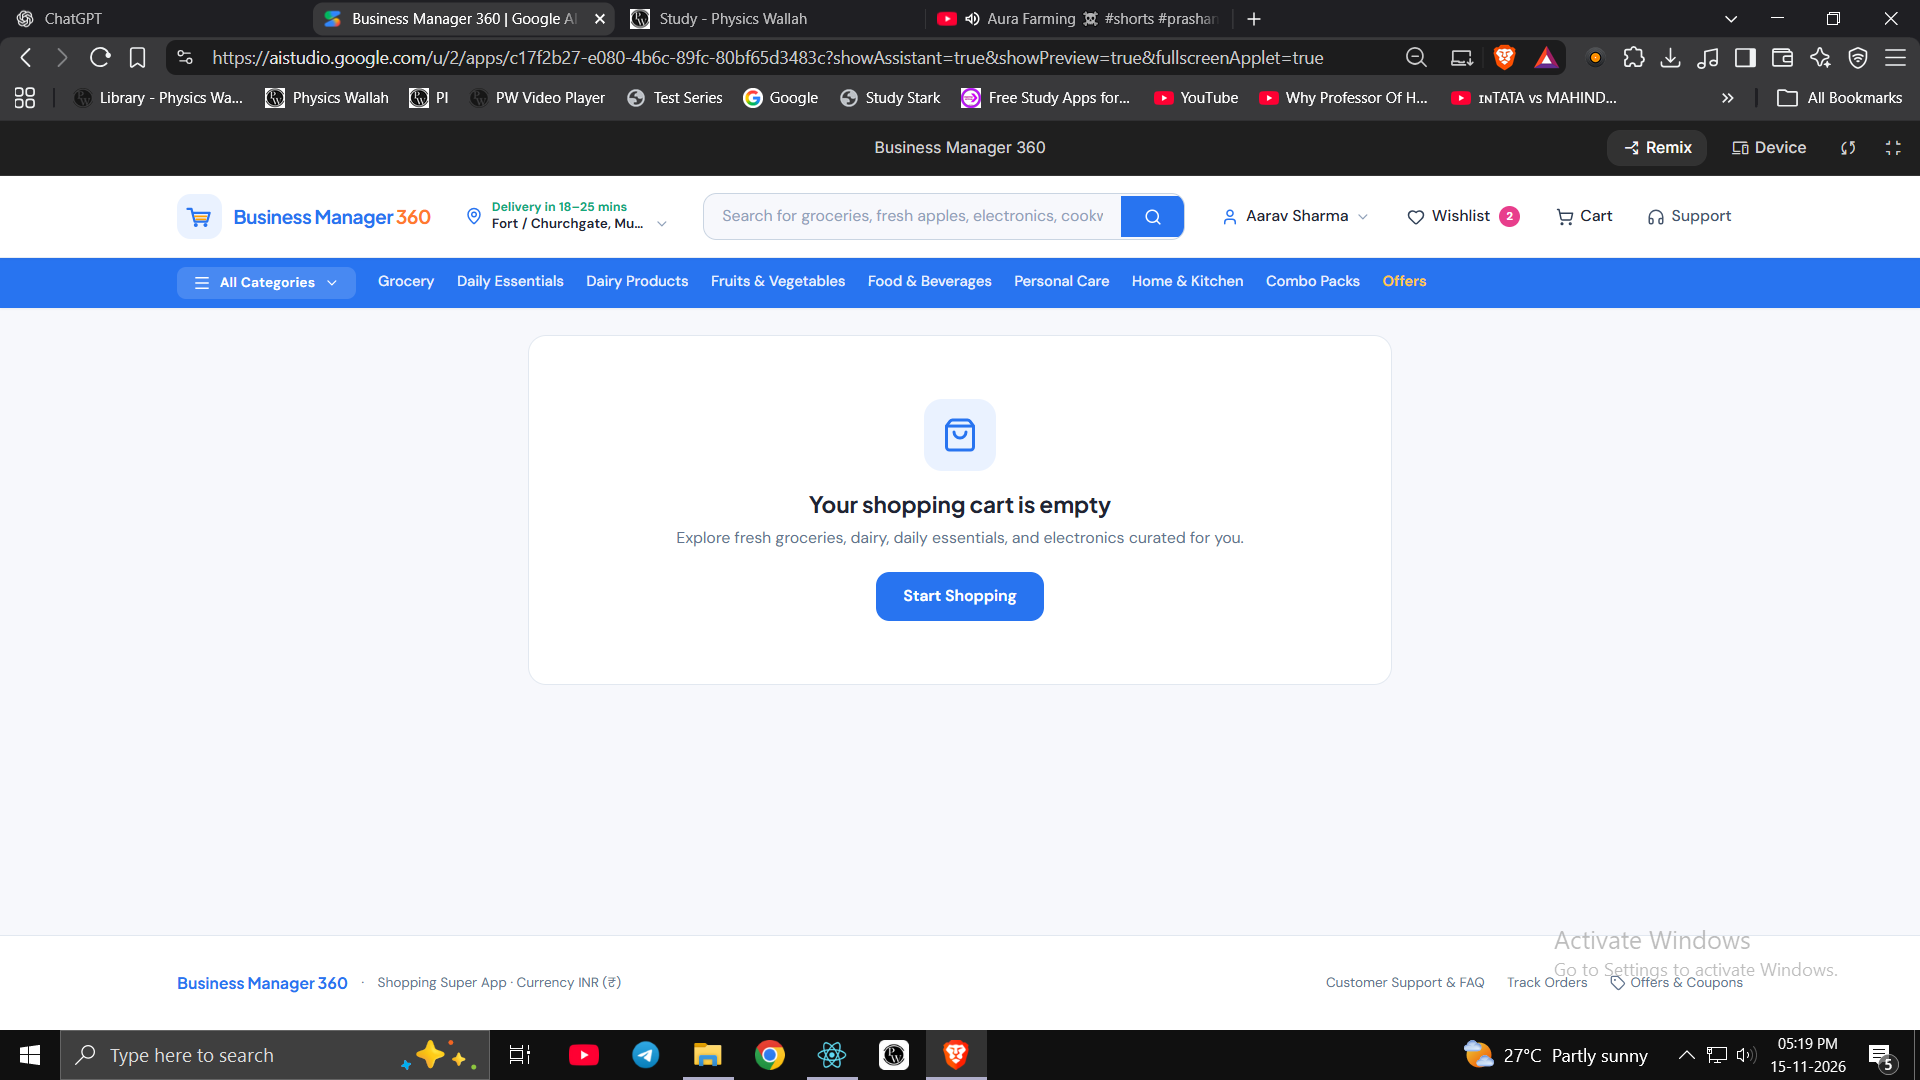 ChatGPT
Business Manager 360 | Google AI
Study - Physics Wallah
Aura Farming ☠️ #shorts #prashan
https://aistudio.google.com/u/2/apps/c17f2b27-e080-4b6c-89fc-80bf65d3483c?showAssistant=true&showPreview=true&fullscreenApplet=true
Library - Physics Wa...
Physics Wallah
PI
PW Video Player
Test Series
Google
Study Stark
Free Study Apps for...
YouTube
Why Professor Of H...
ɪɴTATA vs MAHIND...
All Bookmarks
Business Manager 360
Remix
Device
Business Manager 360
Delivery in 18–25 mins
Fort / Churchgate, Mu...
Search for groceries, fresh apples, electronics, cookv
Aarav Sharma
Wishlist 2
Cart
Support
All Categories
Grocery
Daily Essentials
Dairy Products
Fruits & Vegetables
Food & Beverages
Personal Care
Home & Kitchen
Combo Packs
Offers
Your shopping cart is empty
Explore fresh groceries, dairy, daily essentials, and electronics curated for you.
Start Shopping
Activate Windows
Go to Settings to activate Windows.
Business Manager 360 · Shopping Super App · Currency INR (₹)
Customer Support & FAQ
Track Orders
Offers & Coupons
Type here to search
27°C Partly sunny
05:19 PM
15-11-2026
5